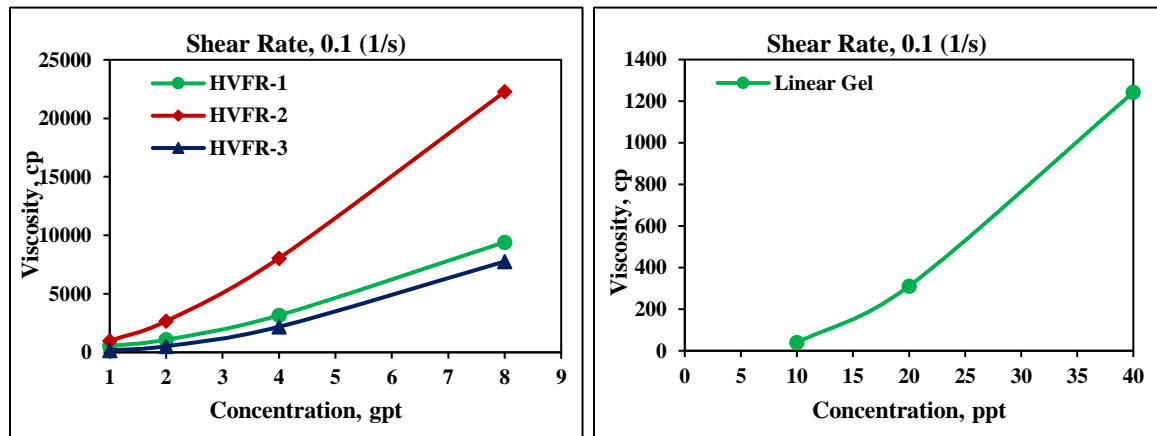 Shear Rate, 0.1 (1/s)
25000
20000
15000
10000
5000
0
Viscosity, cp
HVFR-1
HVFR-2
HVFR-3
1 2 3 4 5 6 7 8 9
Concentration, gpt
Shear Rate, 0.1 (1/s)
1400
1200
1000
800
600
400
200
0
Viscosity, cp
Linear Gel
0 5 10 15 20 25 30 35 40
Concentration, ppt